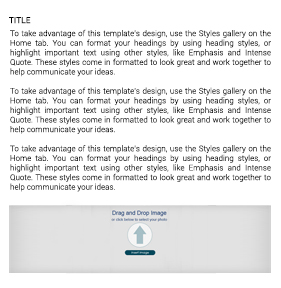 TITLE
To take advantage of this template's design, use the Styles gallery on the
Home tab. You can format your headings by using heading styles, or
highlight important text using other styles, like Emphasis and Intense
Quote. These styles come in formatted to look great and work together to
help communicate your ideas.
To take advantage of this template's design, use the Styles gallery on the
Home tab. You can format your headings by using heading styles, or
highlight important text using other styles, like Emphasis and Intense
Quote. These styles come in formatted to look great and work together to
help communicate your ideas.
To take advantage of this template's design, use the Styles gallery on the
Home tab. You can format your headings by using heading styles, or
highlight important text using other styles, like Emphasis and Intense
Quote. These styles come in formatted to look great and work together to
help communicate your ideas.
Drag and Drop Image
or click below to select your photo
Insert Image